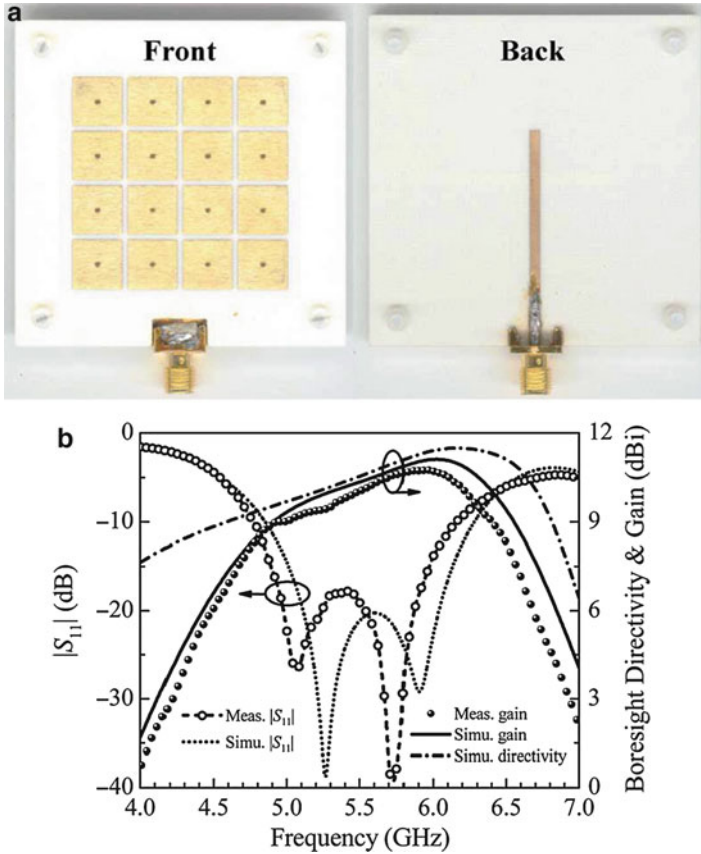 a
Front
Back
b
0
-10
-20
-30
-40
|S11| (dB)
12
9
6
3
0
Boresight Directivity & Gain (dBi)
Meas. |S11|
Simu. |S11|
Meas. gain
Simu. gain
Simu. directivity
4.0 4.5 5.0 5.5 6.0 6.5 7.0
Frequency (GHz)